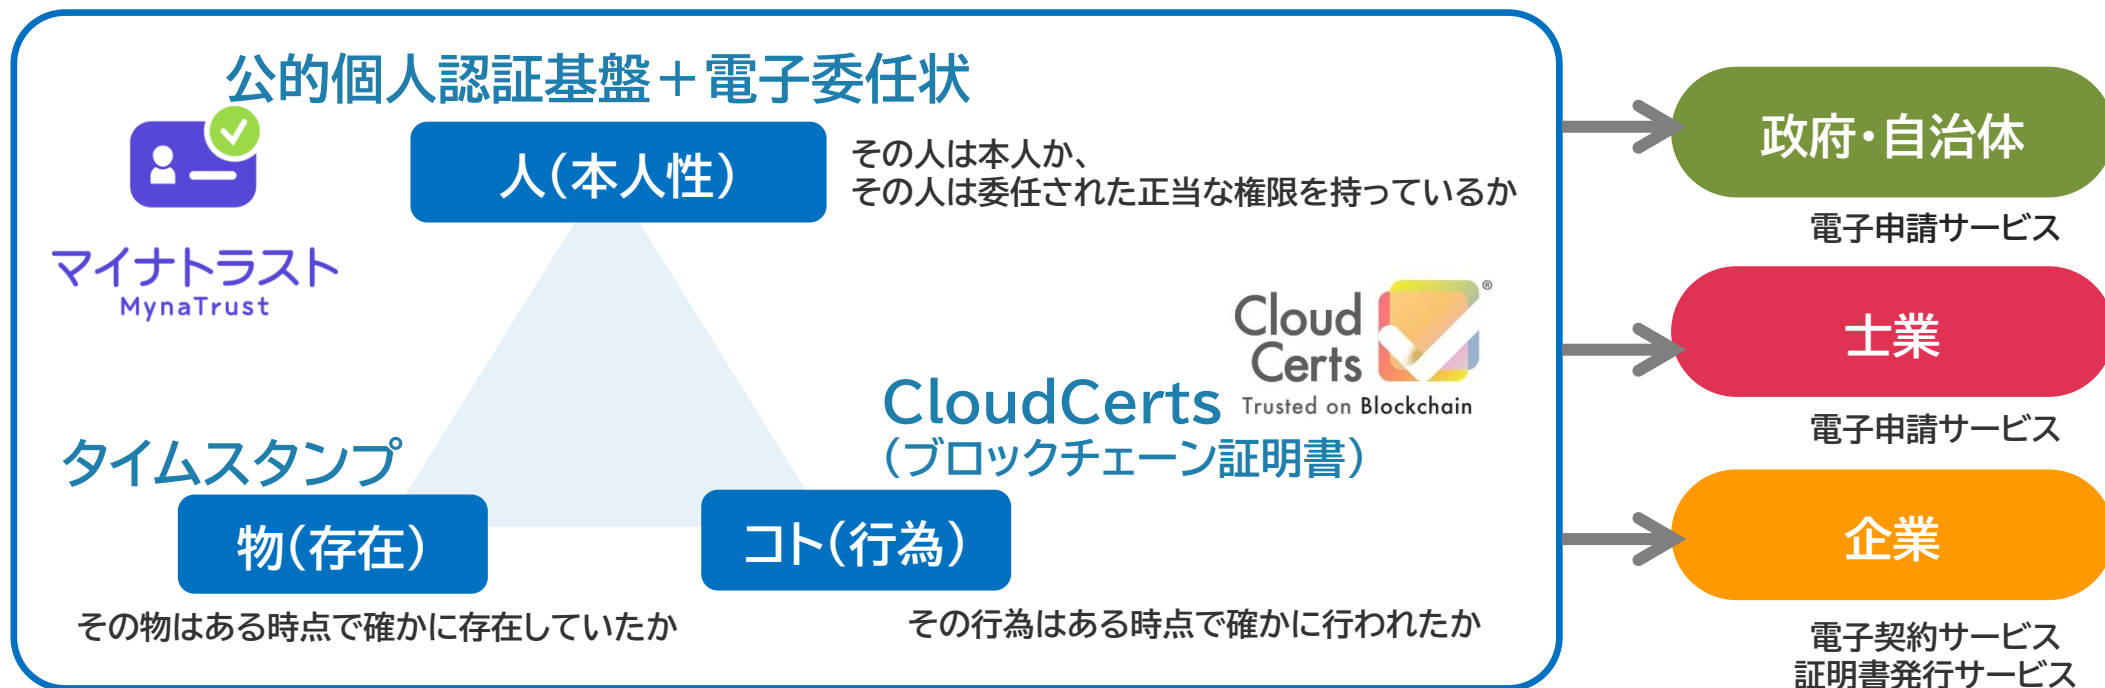 公的個人認証基盤＋電子委任状
人(本人性)
その人は本人か、
その人は委任された正当な権限を持っているか
マイナトラスト
MynaTrust
Cloud
Certs
®
Trusted on Blockchain
CloudCerts
(ブロックチェーン証明書)
タイムスタンプ
物(存在)
コト(行為)
その物はある時点で確かに存在していたか
その行為はある時点で確かに行われたか
政府・自治体
電子申請サービス
士業
電子申請サービス
企業
電子契約サービス
証明書発行サービス